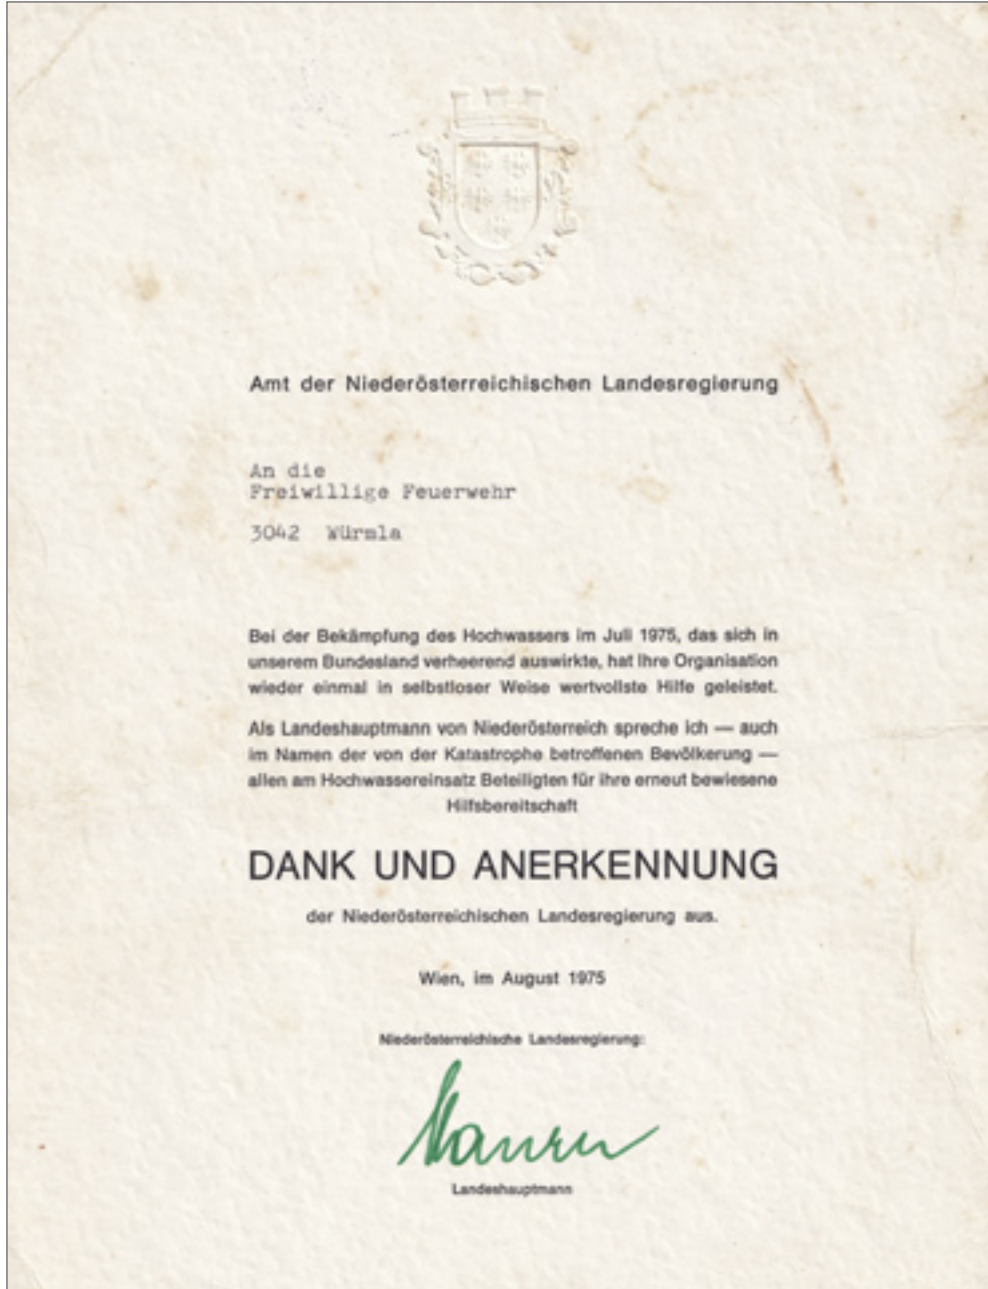 Amt der Niederösterreichischen Landesregierung
An die
Freiwillige Feuerwehr
3042 Würmla
Bei der Bekämpfung des Hochwassers im Juli 1975, das sich in
unserem Bundesland verheerend auswirkte, hat Ihre Organisation
wieder einmal in selbstloser Weise wertvollste Hilfe geleistet.
Als Landeshauptmann von Niederösterreich spreche ich — auch
im Namen der von der Katastrophe betroffenen Bevölkerung —
allen am Hochwassereinsatz Beteiligten für ihre erneut bewiesene
Hilfsbereitschaft
DANK UND ANERKENNUNG
der Niederösterreichischen Landesregierung aus.
Wien, im August 1975
Niederösterreichische Landesregierung:
Landeshauptmann